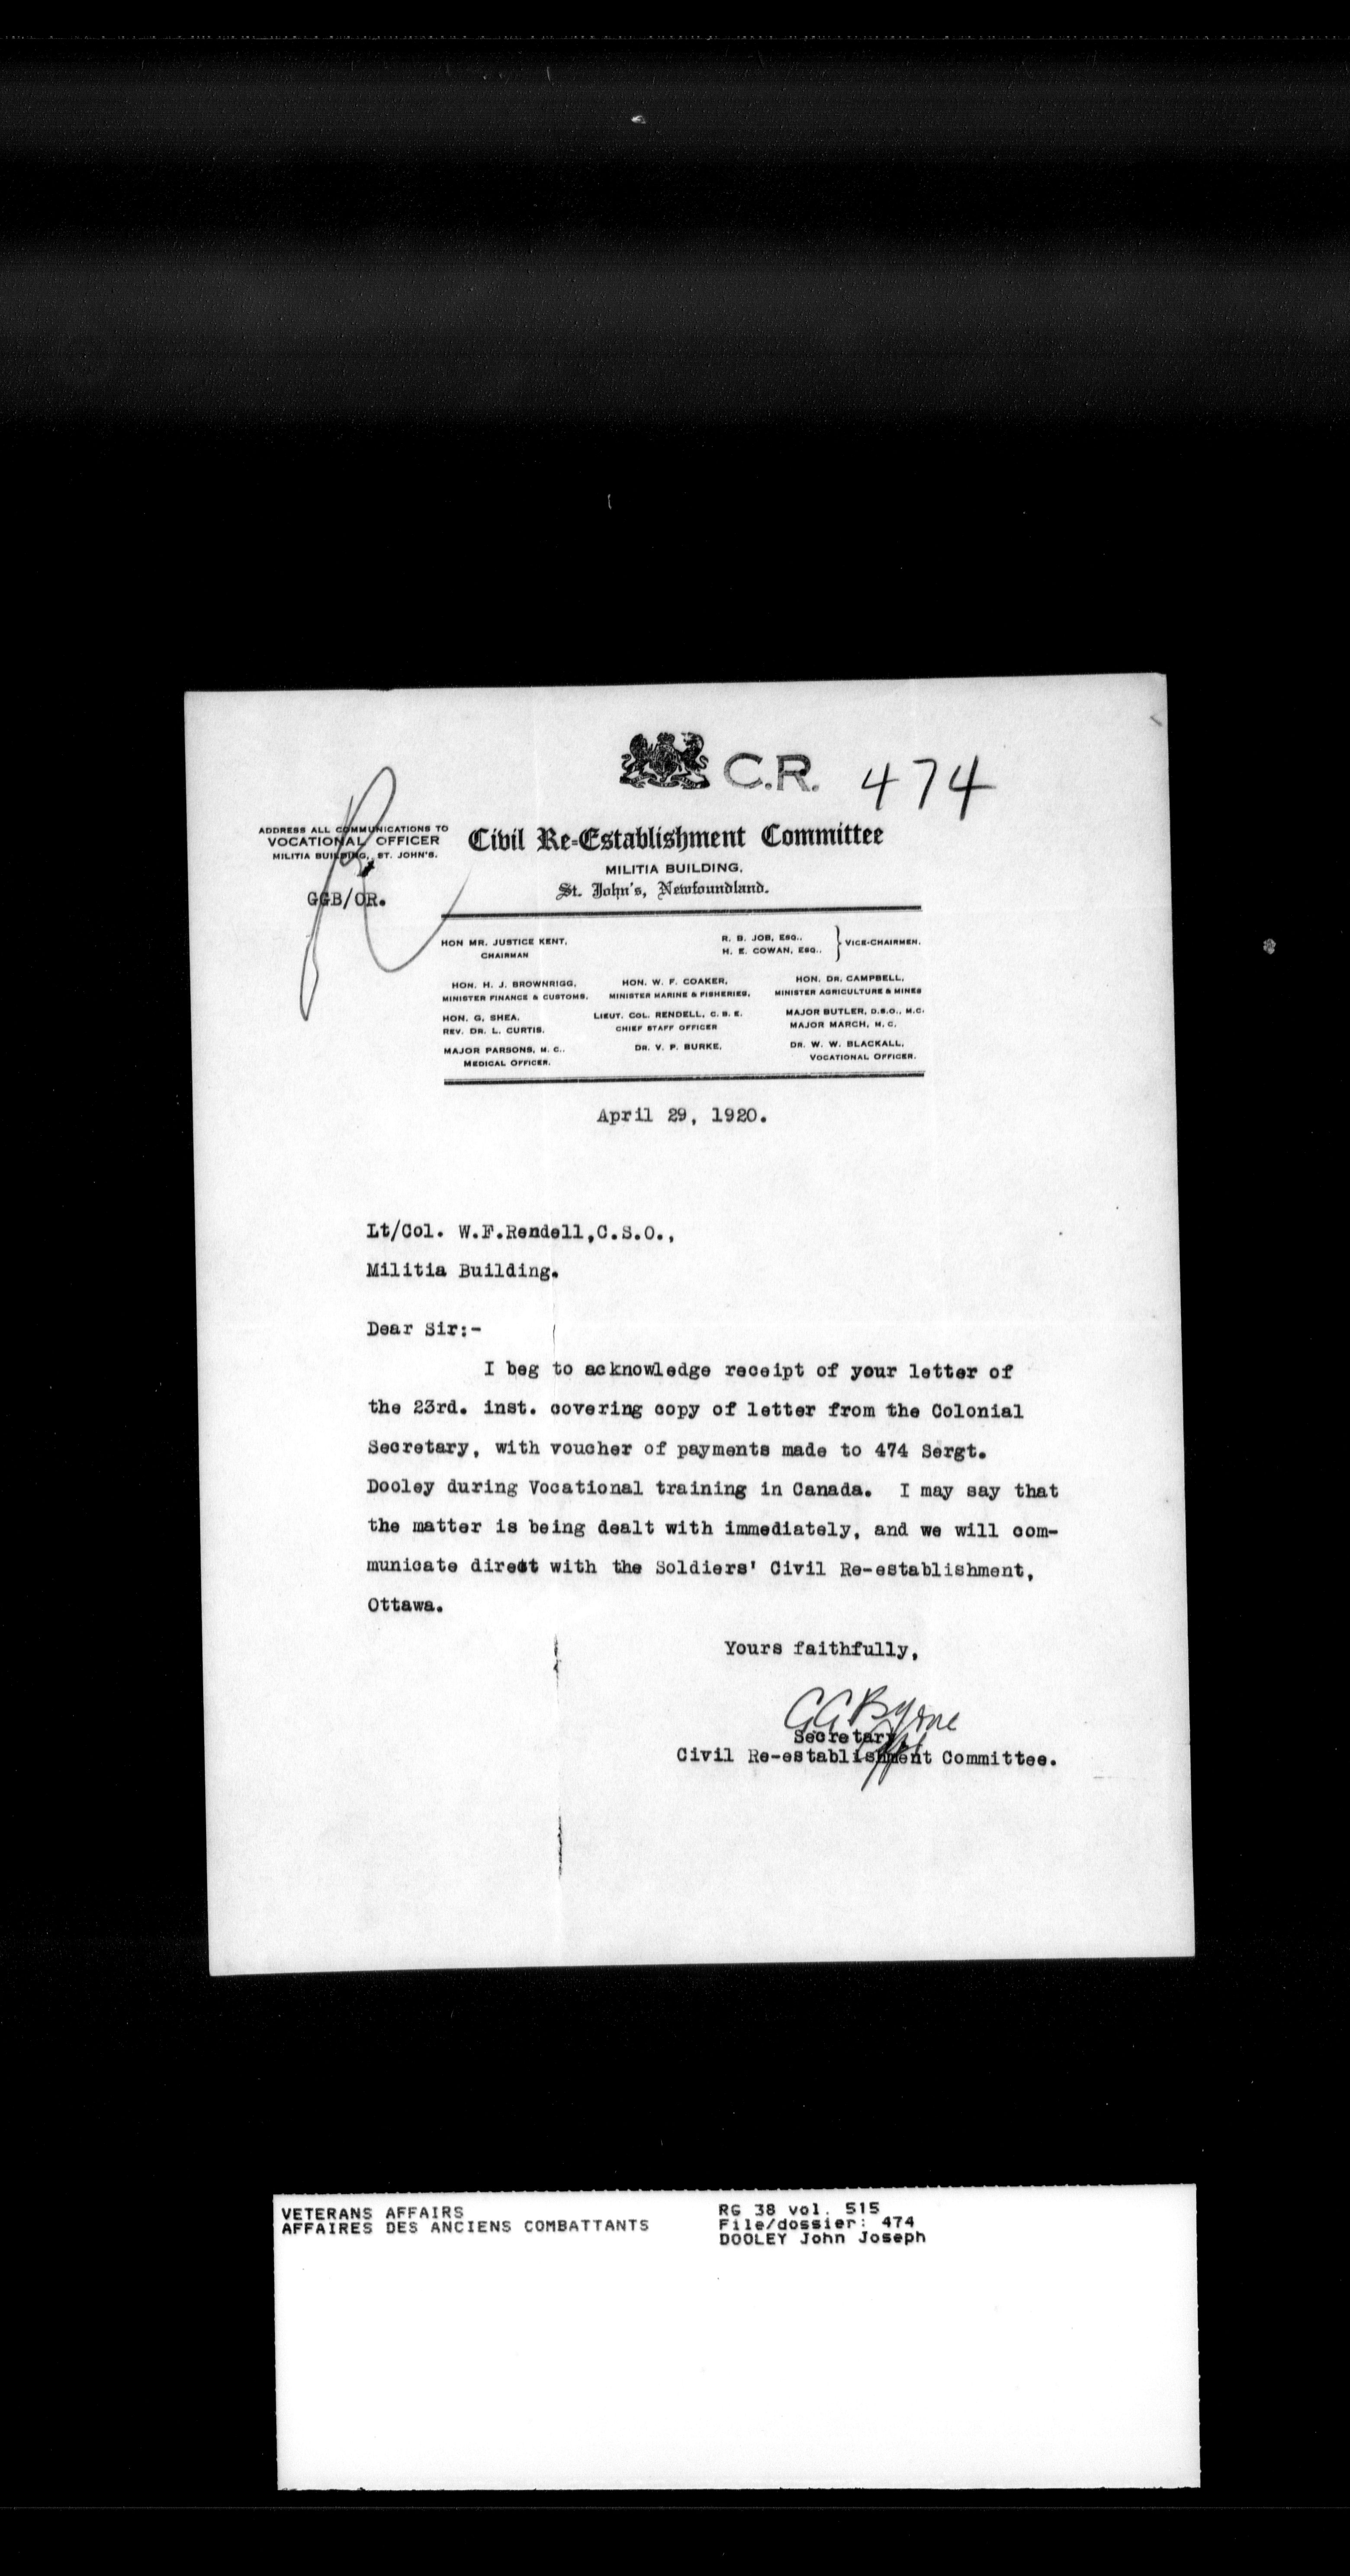 C.R. 474
ADDRESS ALL COMMUNICATIONS TO
VOCATIONAL OFFICER
MILITIA BUILDING, ST. JOHN'S.
GGB/OR.
Civil Re-Establishment Committee
MILITIA BUILDING,
St. John's, Newfoundland.
HON MR. JUSTICE KENT,
CHAIRMAN
R. B. JOB, ESQ.,
H. E. COWAN, ESQ.,
VICE-CHAIRMEN.
HON. H. J. BROWNRIGG,
MINISTER FINANCE & CUSTOMS.
HON. W. F. COAKER,
MINISTER MARINE & FISHERIES,
HON. DR. CAMPBELL,
MINISTER AGRICULTURE & MINES
HON. G. SHEA,
REV. DR. L. CURTIS.
LIEUT. COL. RENDELL, C. B. E.
CHIEF STAFF OFFICER
MAJOR BUTLER, D.S.O., M.C.
MAJOR MARCH, M. C.
MAJOR PARSONS, M. C.,
MEDICAL OFFICER.
DR. V. P. BURKE,
DR. W. W. BLACKALL,
VOCATIONAL OFFICER.
April 29, 1920.
Lt/Col. W.F.Rendell,C.S.O.,
Militia Building.
Dear Sir:-
I beg to acknowledge receipt of your letter of
the 23rd. inst. covering copy of letter from the Colonial
Secretary, with voucher of payments made to 474 Sergt.
Dooley during Vocational training in Canada. I may say that
the matter is being dealt with immediately, and we will com-
municate direct with the Soldiers' Civil Re-establishment,
Ottawa.
Yours faithfully,
GGByrne
Secretary
Civil Re-establishment Committee.
VETERANS AFFAIRS
AFFAIRES DES ANCIENS COMBATTANTS
RG 38 vol. 515
File/dossier: 474
DOOLEY John Joseph